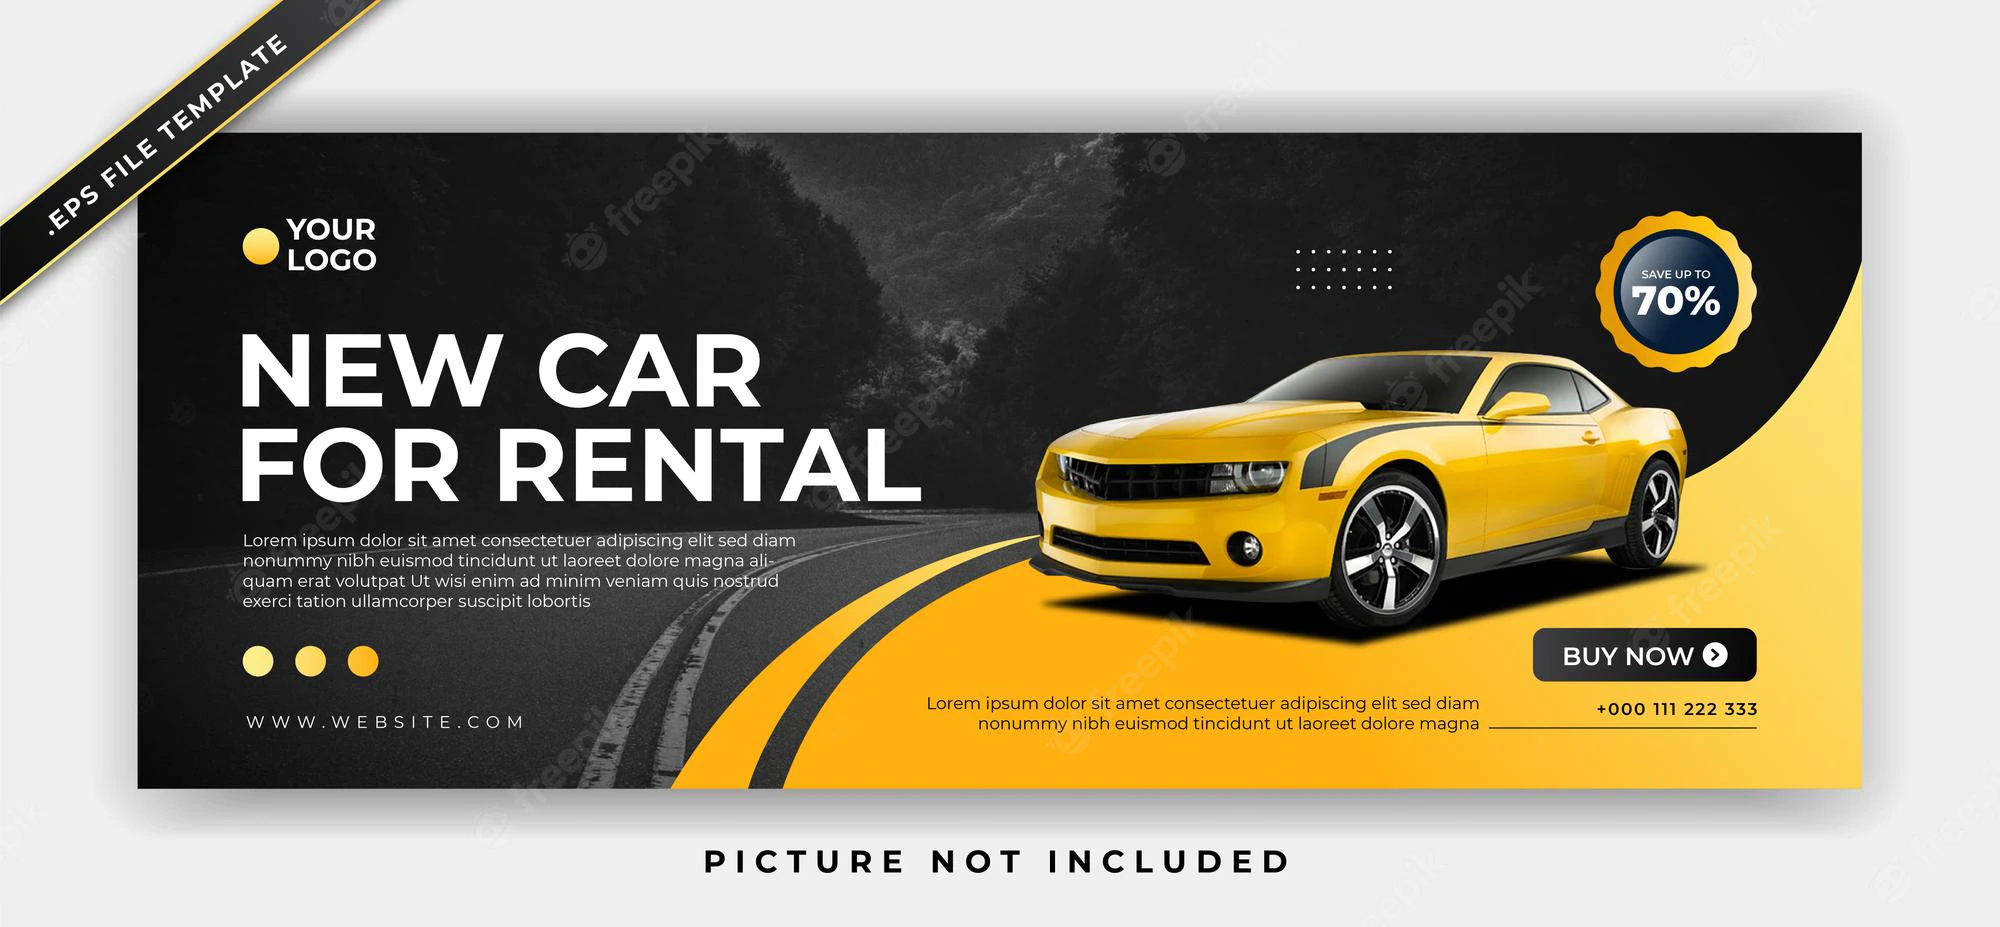 .EPS FILE TEMPLATE
YOUR
LOGO
SAVE UP TO
70%
NEW CAR
FOR RENTAL
Lorem ipsum dolor sit amet consectetuer adipiscing elit sed diam
nonummy nibh euismod tincidunt ut laoreet dolore magna ali-
quam erat volutpat Ut wisi enim ad minim veniam quis nostrud
exerci tation ullamcorper suscipit lobortis
WWW.WEBSITE.COM
BUY NOW
Lorem ipsum dolor sit amet consectetuer adipiscing elit sed diam
nonummy nibh euismod tincidunt ut laoreet dolore magna
+000 111 222 333
PICTURE NOT INCLUDED
freepik